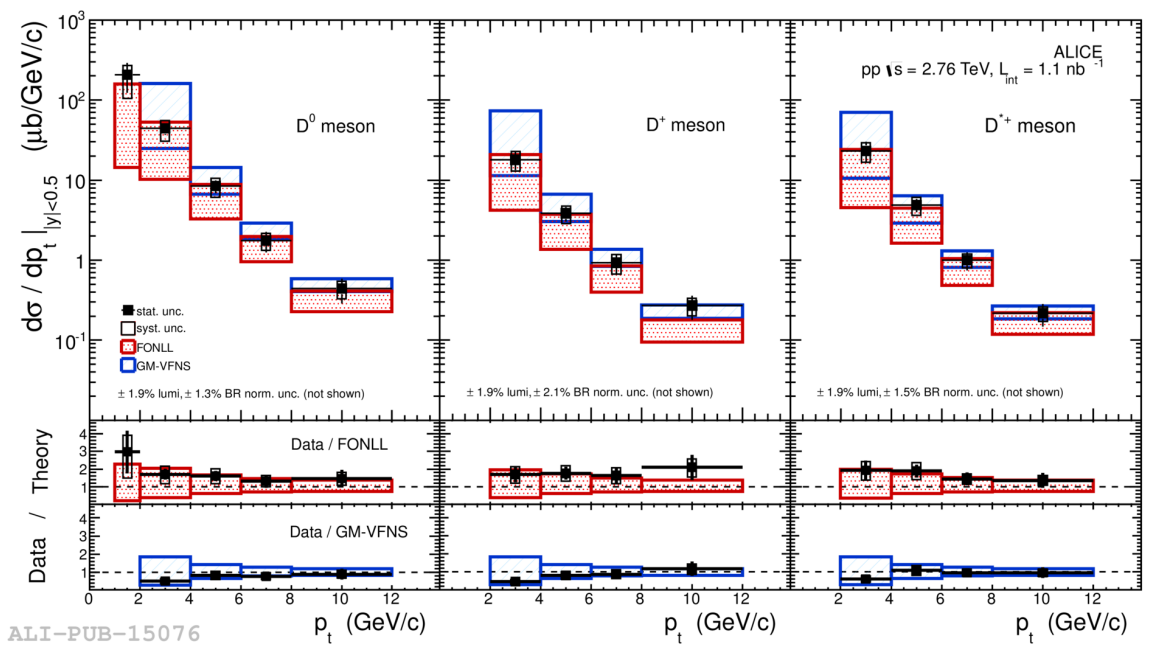 ALICE
pp √s = 2.76 TeV, L_int = 1.1 nb^-1
dσ / dp_t |_|y|<0.5 (μb/GeV/c)
10^3
10^2
10
1
10^-1
D^0 meson
D^+ meson
D^*+ meson
stat. unc.
syst. unc.
FONLL
GM-VFNS
± 1.9% lumi, ± 1.3% BR norm. unc. (not shown)
± 1.9% lumi, ± 2.1% BR norm. unc. (not shown)
± 1.9% lumi, ± 1.5% BR norm. unc. (not shown)
Data / Theory
4
3
2
1
Data / FONLL
4
3
2
1
Data / GM-VFNS
0 2 4 6 8 10 12 2 4 6 8 10 12 2 4 6 8 10 12
p_t (GeV/c) p_t (GeV/c) p_t (GeV/c)
ALI-PUB-15076